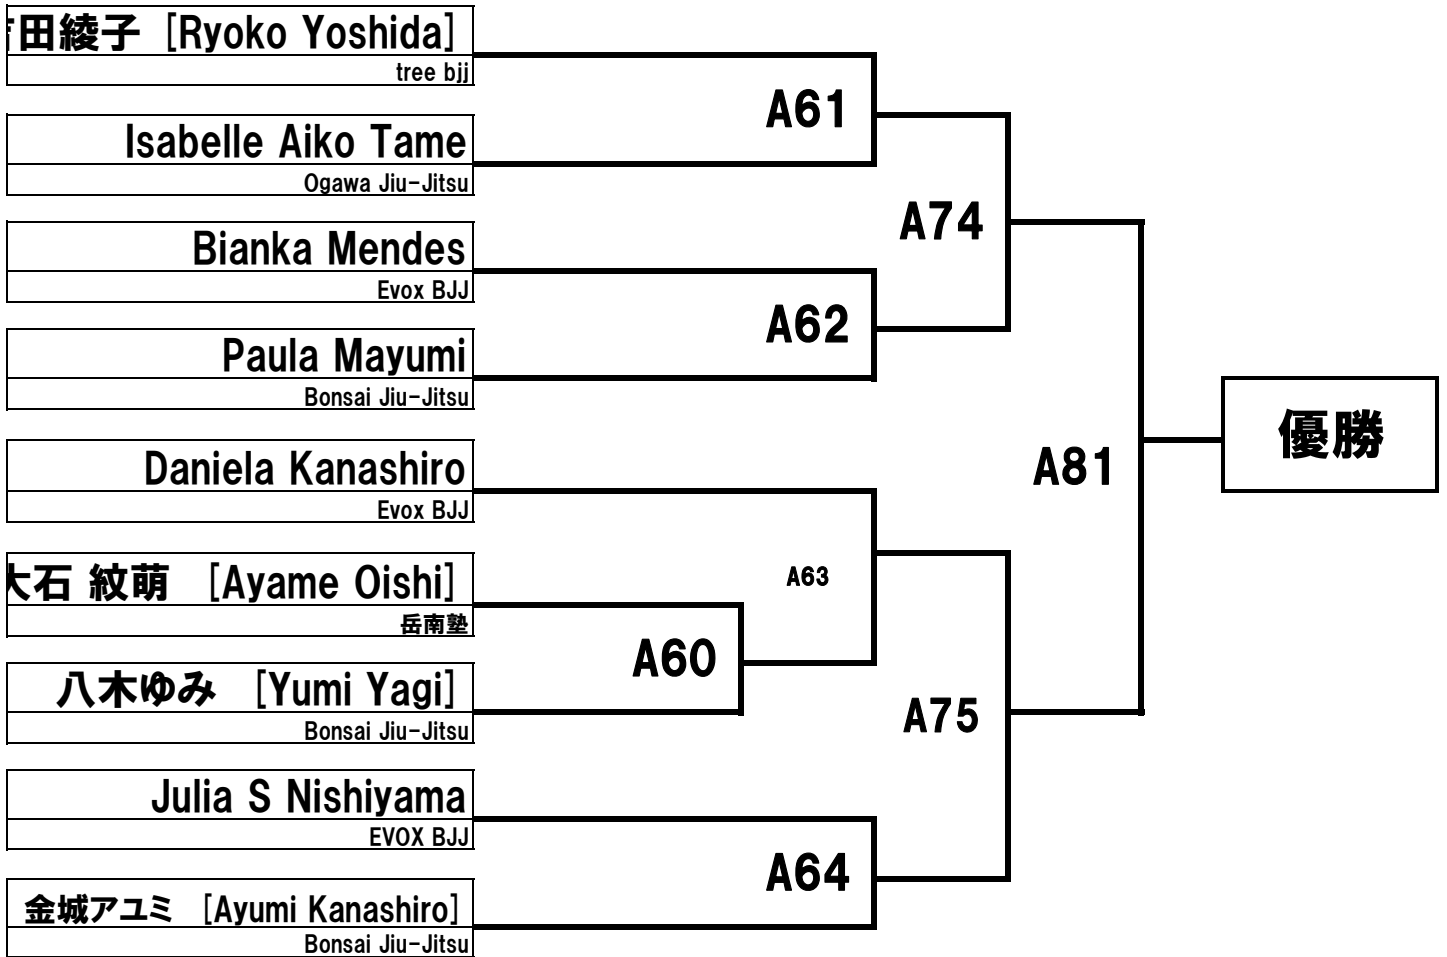 田綾子 [Ryoko Yoshida]
tree bjj
A61
Isabelle Aiko Tame
Ogawa Jiu-Jitsu
A74
Bianka Mendes
Evox BJJ
A62
Paula Mayumi
Bonsai Jiu-Jitsu
優勝
Daniela Kanashiro
A81
Evox BJJ
大石 紋萌 [Ayame Oishi]
A63
岳南塾
A60
八木ゆみ [Yumi Yagi]
A75
Bonsai Jiu-Jitsu
Julia S Nishiyama
EVOX BJJ
A64
金城アユミ [Ayumi Kanashiro]
Bonsai Jiu-Jitsu